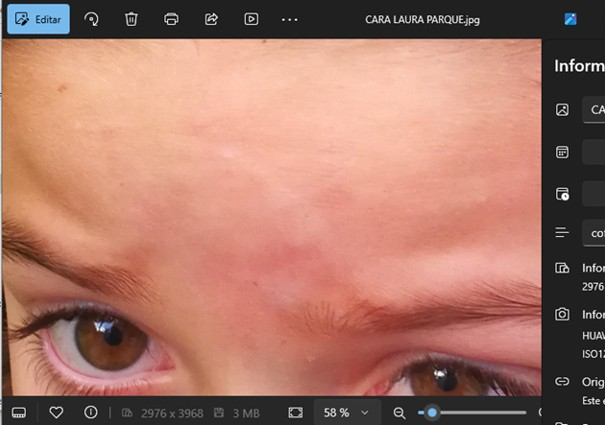 Editar
CARA LAURA PARQUE.jpg
Inform
CA
co
Infor
2976
Infor
HUAW
ISO12
Orig
Este e
2976 x 3968
3 MB
58 %